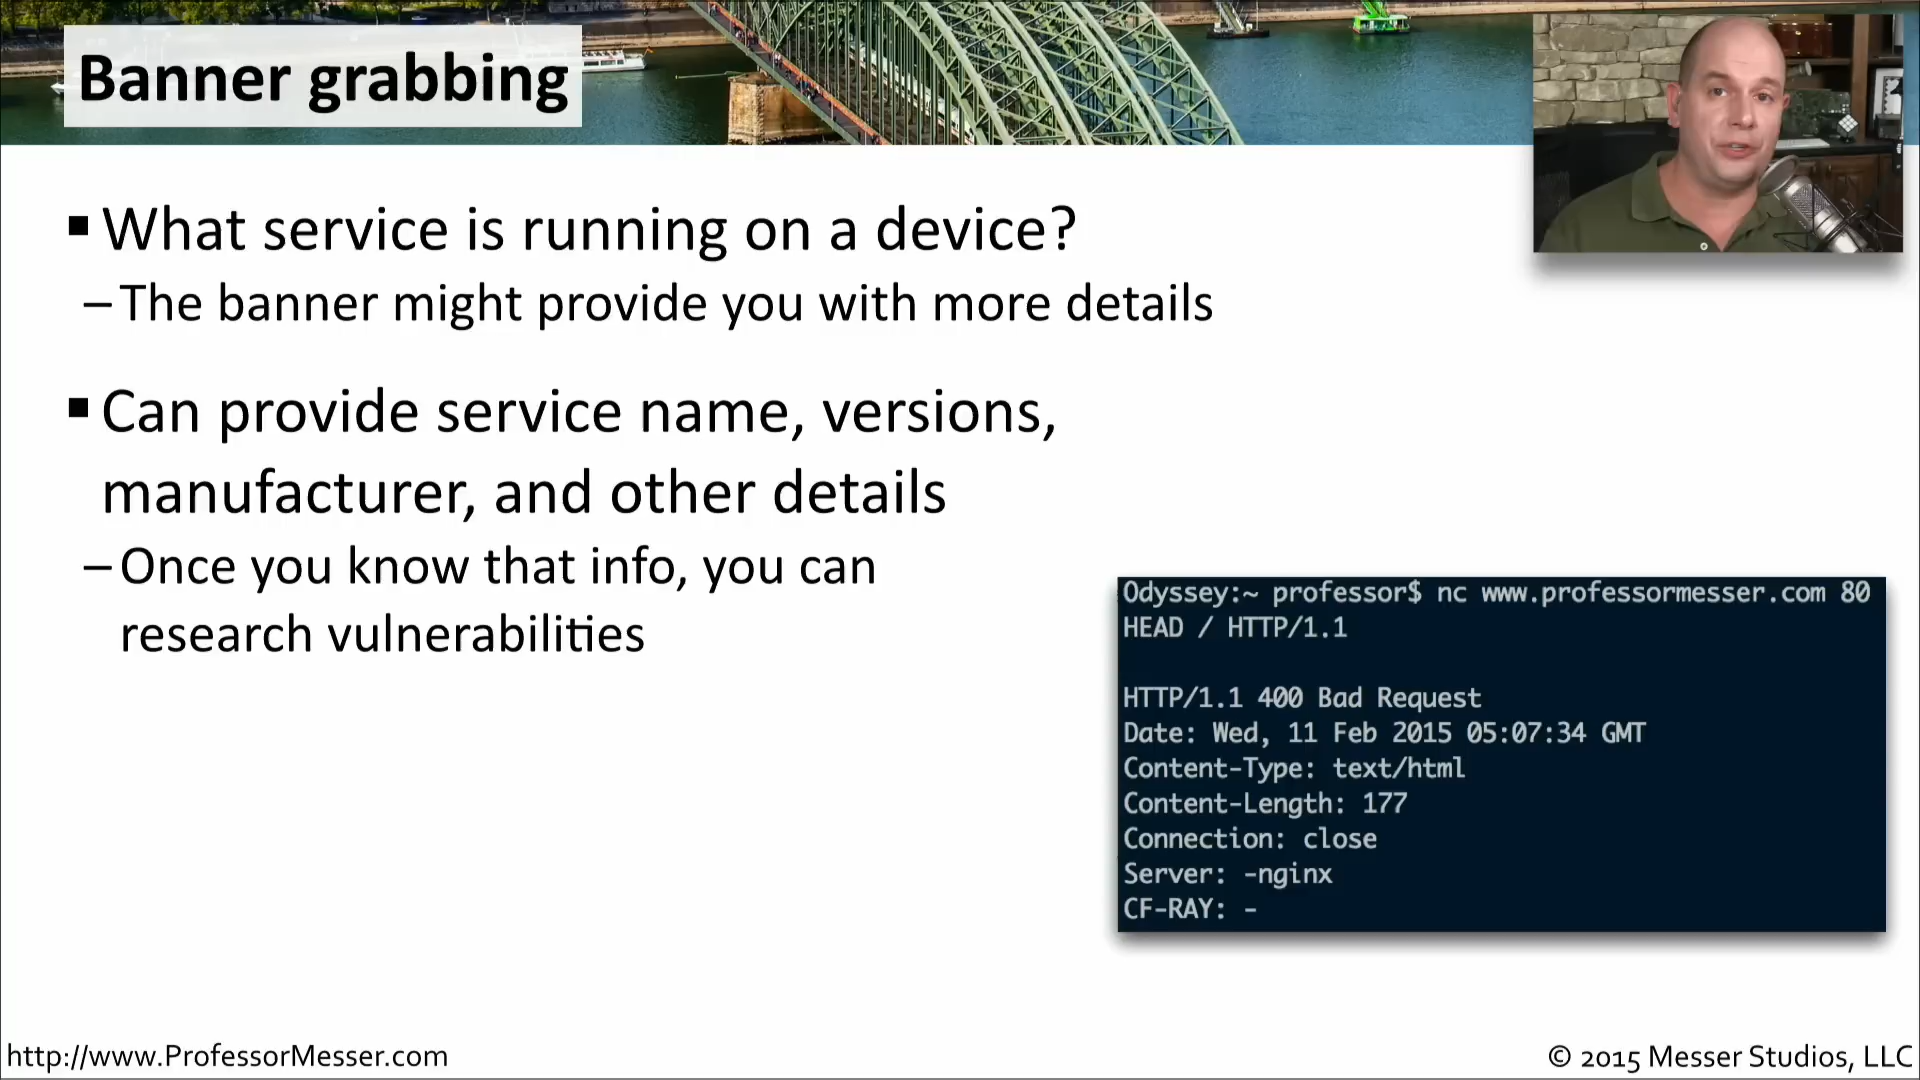 Banner grabbing
▪ What service is running on a device?
– The banner might provide you with more details
▪ Can provide service name, versions,
manufacturer, and other details
– Once you know that info, you can
research vulnerabilities
Odyssey:~ professor$ nc www.professormesser.com 80
HEAD / HTTP/1.1
HTTP/1.1 400 Bad Request
Date: Wed, 11 Feb 2015 05:07:34 GMT
Content-Type: text/html
Content-Length: 177
Connection: close
Server: -nginx
CF-RAY: -
http://www.ProfessorMesser.com
© 2015 Messer Studios, LLC